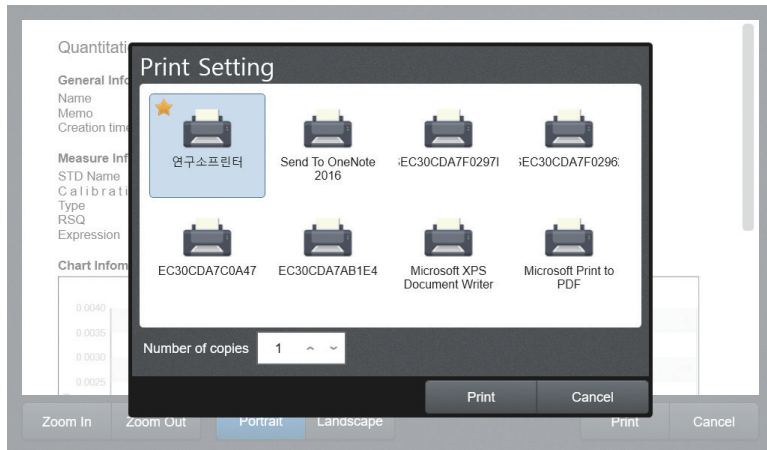 Quantitati
Print Setting
General Info
Name
Memo
Creation time
연구소프린터
Send To OneNote
2016
EC30CDA7F0297
EC30CDA7F0296
Measure Inf
STD Name
Calibrati
Type
RSQ
Expression
EC30CDA7C0A47
EC30CDA7AB1E4
Microsoft XPS
Document Writer
Microsoft Print to
PDF
Chart Infom
0.0040
0.0035
0.0030
0.0025
Number of copies 1
Print Cancel
Zoom In Zoom Out Portrait Landscape Print Cancel